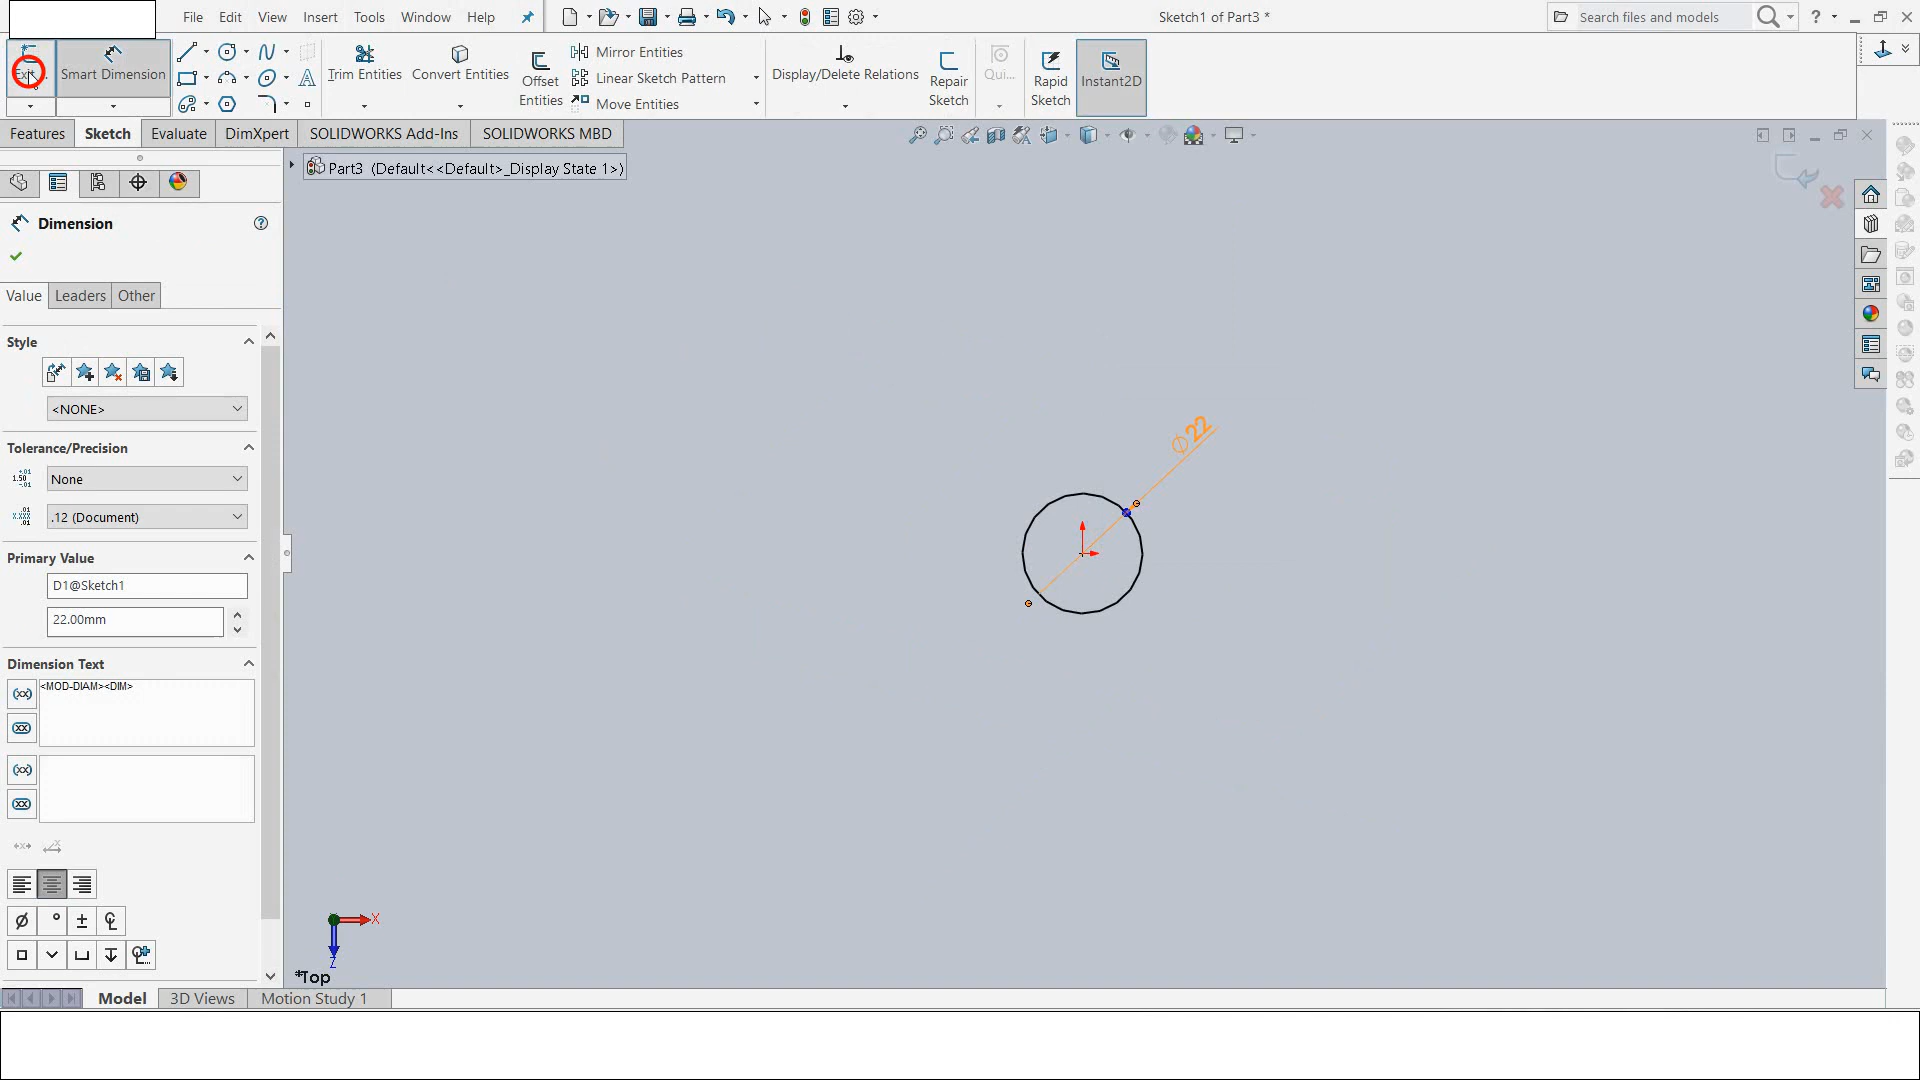 File Edit View Insert Tools Window Help
Sketch1 of Part3 *
Search files and models
?
Smart Dimension
Trim Entities
Convert Entities
Offset Entities
Mirror Entities
Linear Sketch Pattern
Move Entities
Display/Delete Relations
Repair Sketch
Qui...
Rapid Sketch
Instant2D
Features Sketch Evaluate DimXpert SOLIDWORKS Add-Ins SOLIDWORKS MBD
Part3 (Default<<Default>_Display State 1>)
Dimension
?
Value Leaders Other
Style
<NONE>
Tolerance/Precision
None
.12 (Document)
Primary Value
D1@Sketch1
22.00mm
Dimension Text
<MOD-DIAM><DIM>
∅22
X
Z
*Top
Model 3D Views Motion Study 1